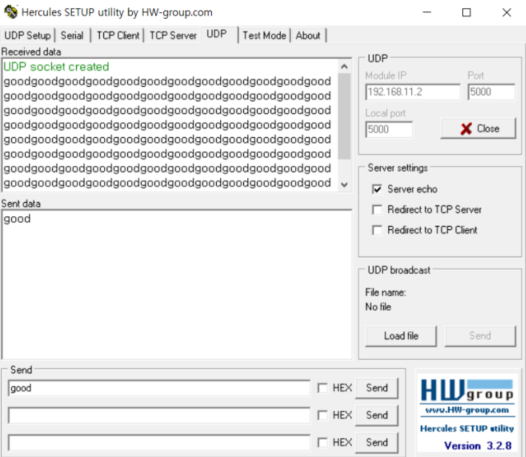 Hercules SETUP utility by HW-group.com
UDP Setup Serial TCP Client TCP Server UDP Test Mode About
Received data
UDP socket created
goodgoodgoodgoodgoodgoodgoodgoodgoodgoodgoodgood
goodgoodgoodgoodgoodgoodgoodgoodgoodgoodgoodgood
goodgoodgoodgoodgoodgoodgoodgoodgoodgoodgoodgood
goodgoodgoodgoodgoodgoodgoodgoodgoodgoodgoodgood
goodgoodgoodgoodgoodgoodgoodgoodgoodgoodgoodgood
goodgoodgoodgoodgoodgoodgoodgoodgoodgoodgoodgood
goodgoodgoodgoodgoodgoodgoodgoodgoodgoodgoodgood
goodgoodgoodgoodgoodgoodgoodgoodgoodgoodgoodgood
Sent data
good
UDP
Module IP Port
192.168.11.2 5000
Local port
5000 Close
Server settings
Server echo
Redirect to TCP Server
Redirect to TCP Client
UDP broadcast
File name:
No file
Load file Send
Send
good HEX Send
HEX Send
HEX Send
HWgroup
www.HW-group.com
Hercules SETUP utility
Version 3.2.8